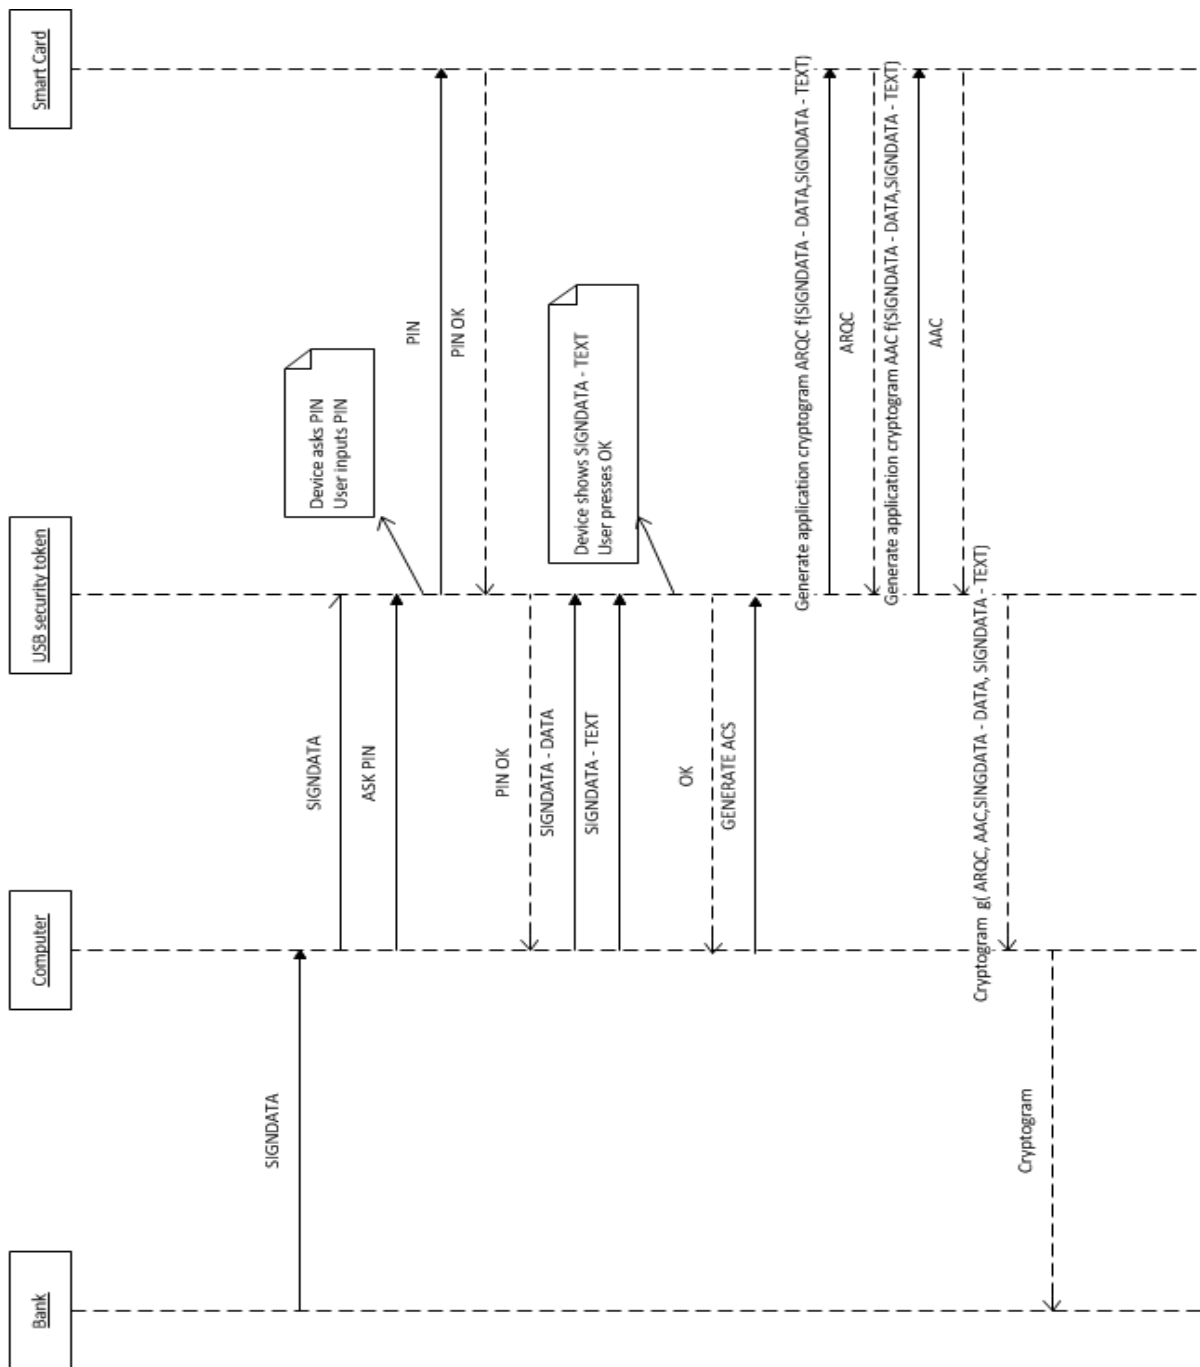 Bank
Computer
USB security token
Smart Card
SIGNDATA
SIGNDATA
ASK PIN
Device asks PIN
User inputs PIN
PIN
PIN OK
PIN OK
SIGNDATA - DATA
SIGNDATA - TEXT
Device shows SIGNDATA - TEXT
User presses OK
OK
GENERATE ACS
Generate application cryptogram ARQC f(SIGNDATA - DATA,SIGNDATA - TEXT)
ARQC
Generate application cryptogram AAC f(SIGNDATA - DATA,SIGNDATA - TEXT)
AAC
Cryptogram g( ARQC, AAC,SINGDATA - DATA, SIGNDATA - TEXT)
Cryptogram